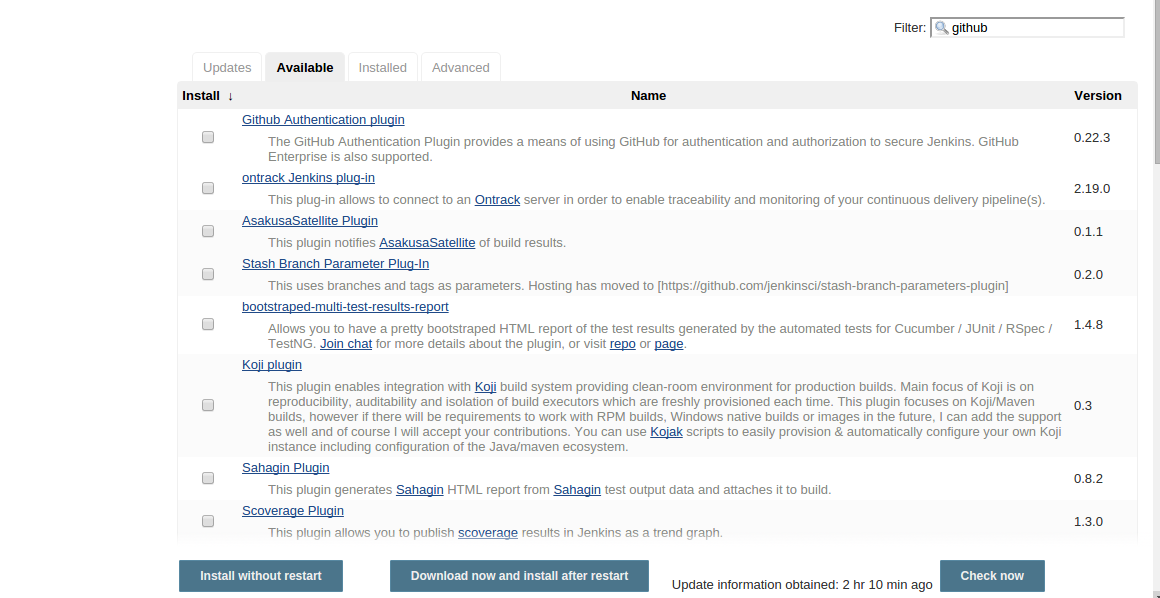 Filter: github
Updates Available Installed Advanced
Install ↓ Name Version
Github Authentication plugin
The GitHub Authentication Plugin provides a means of using GitHub for authentication and authorization to secure Jenkins. GitHub
Enterprise is also supported.
0.22.3
ontrack Jenkins plug-in
This plug-in allows to connect to an Ontrack server in order to enable traceability and monitoring of your continuous delivery pipeline(s).
2.19.0
AsakusaSatellite Plugin
This plugin notifies AsakusaSatellite of build results.
0.1.1
Stash Branch Parameter Plug-In
This uses branches and tags as parameters. Hosting has moved to [https://github.com/jenkinsci/stash-branch-parameters-plugin]
0.2.0
bootstraped-multi-test-results-report
Allows you to have a pretty bootstraped HTML report of the test results generated by the automated tests for Cucumber / JUnit / RSpec /
TestNG. Join chat for more details about the plugin, or visit repo or page.
1.4.8
Koji plugin
This plugin enables integration with Koji build system providing clean-room environment for production builds. Main focus of Koji is on
reproducibility, auditability and isolation of build executors which are freshly provisioned each time. This plugin focuses on Koji/Maven
builds, however if there will be requirements to work with RPM builds, Windows native builds or images in the future, I can add the support
as well and of course I will accept your contributions. You can use Kojak scripts to easily provision & automatically configure your own Koji
instance including configuration of the Java/maven ecosystem.
0.3
Sahagin Plugin
This plugin generates Sahagin HTML report from Sahagin test output data and attaches it to build.
0.8.2
Scoverage Plugin
This plugin allows you to publish scoverage results in Jenkins as a trend graph.
1.3.0
Install without restart Download now and install after restart Update information obtained: 2 hr 10 min ago Check now